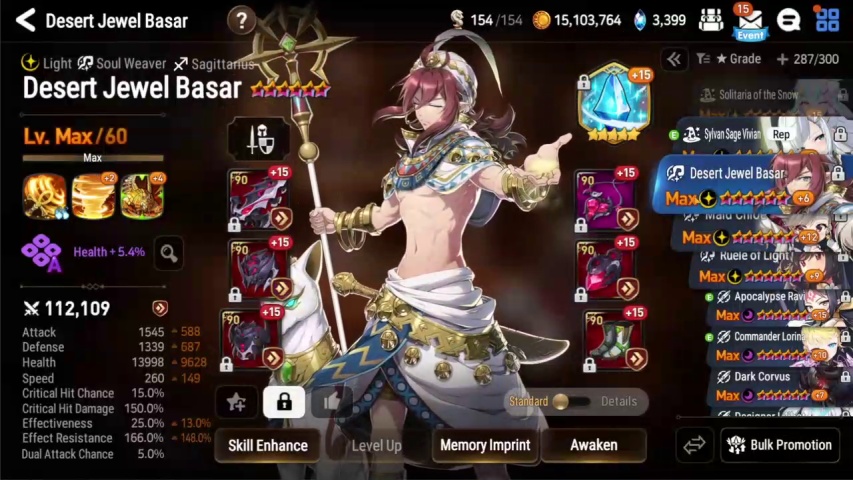 Desert Jewel Basar
?
154/154
15,103,764
3,399
15
Event
Light Soul Weaver Sagittarius
Desert Jewel Basar
Lv. Max/60
Max
+2
+4
A
Health + 5.4%
112,109
Attack 1545 588
Defense 1339 687
Health 13998 9628
Speed 260 149
Critical Hit Chance 15.0%
Critical Hit Damage 150.0%
Effectiveness 25.0% 13.0%
Effect Resistance 166.0% 148.0%
Dual Attack Chance 5.0%
90 +15
90 +15
90 +15
+15
90 +15
90 +15
90 +15
Standard Details
Skill Enhance
Level Up
Memory Imprint
Awaken
Grade
287/300
Solitaria of the Snow
E Sylvan Sage Vivian Rep
Desert Jewel Basar
Max +6
Maid Chloe
Max +12
Ruele of Light
Max +9
E Apocalypse Ravi
Max +15
E Commander Lorina
Max +10
Dark Corvus
Max +7
Bulk Promotion